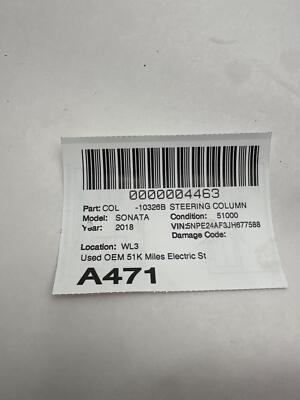 0000004463
Part: COL -10326B STEERING COLUMN
Model: SONATA Condition: 51000
Year: 2018 VIN:5NPE24AF3JH677588
Damage Code:
Location: WL3
Used OEM 51K Miles Electric St
A471